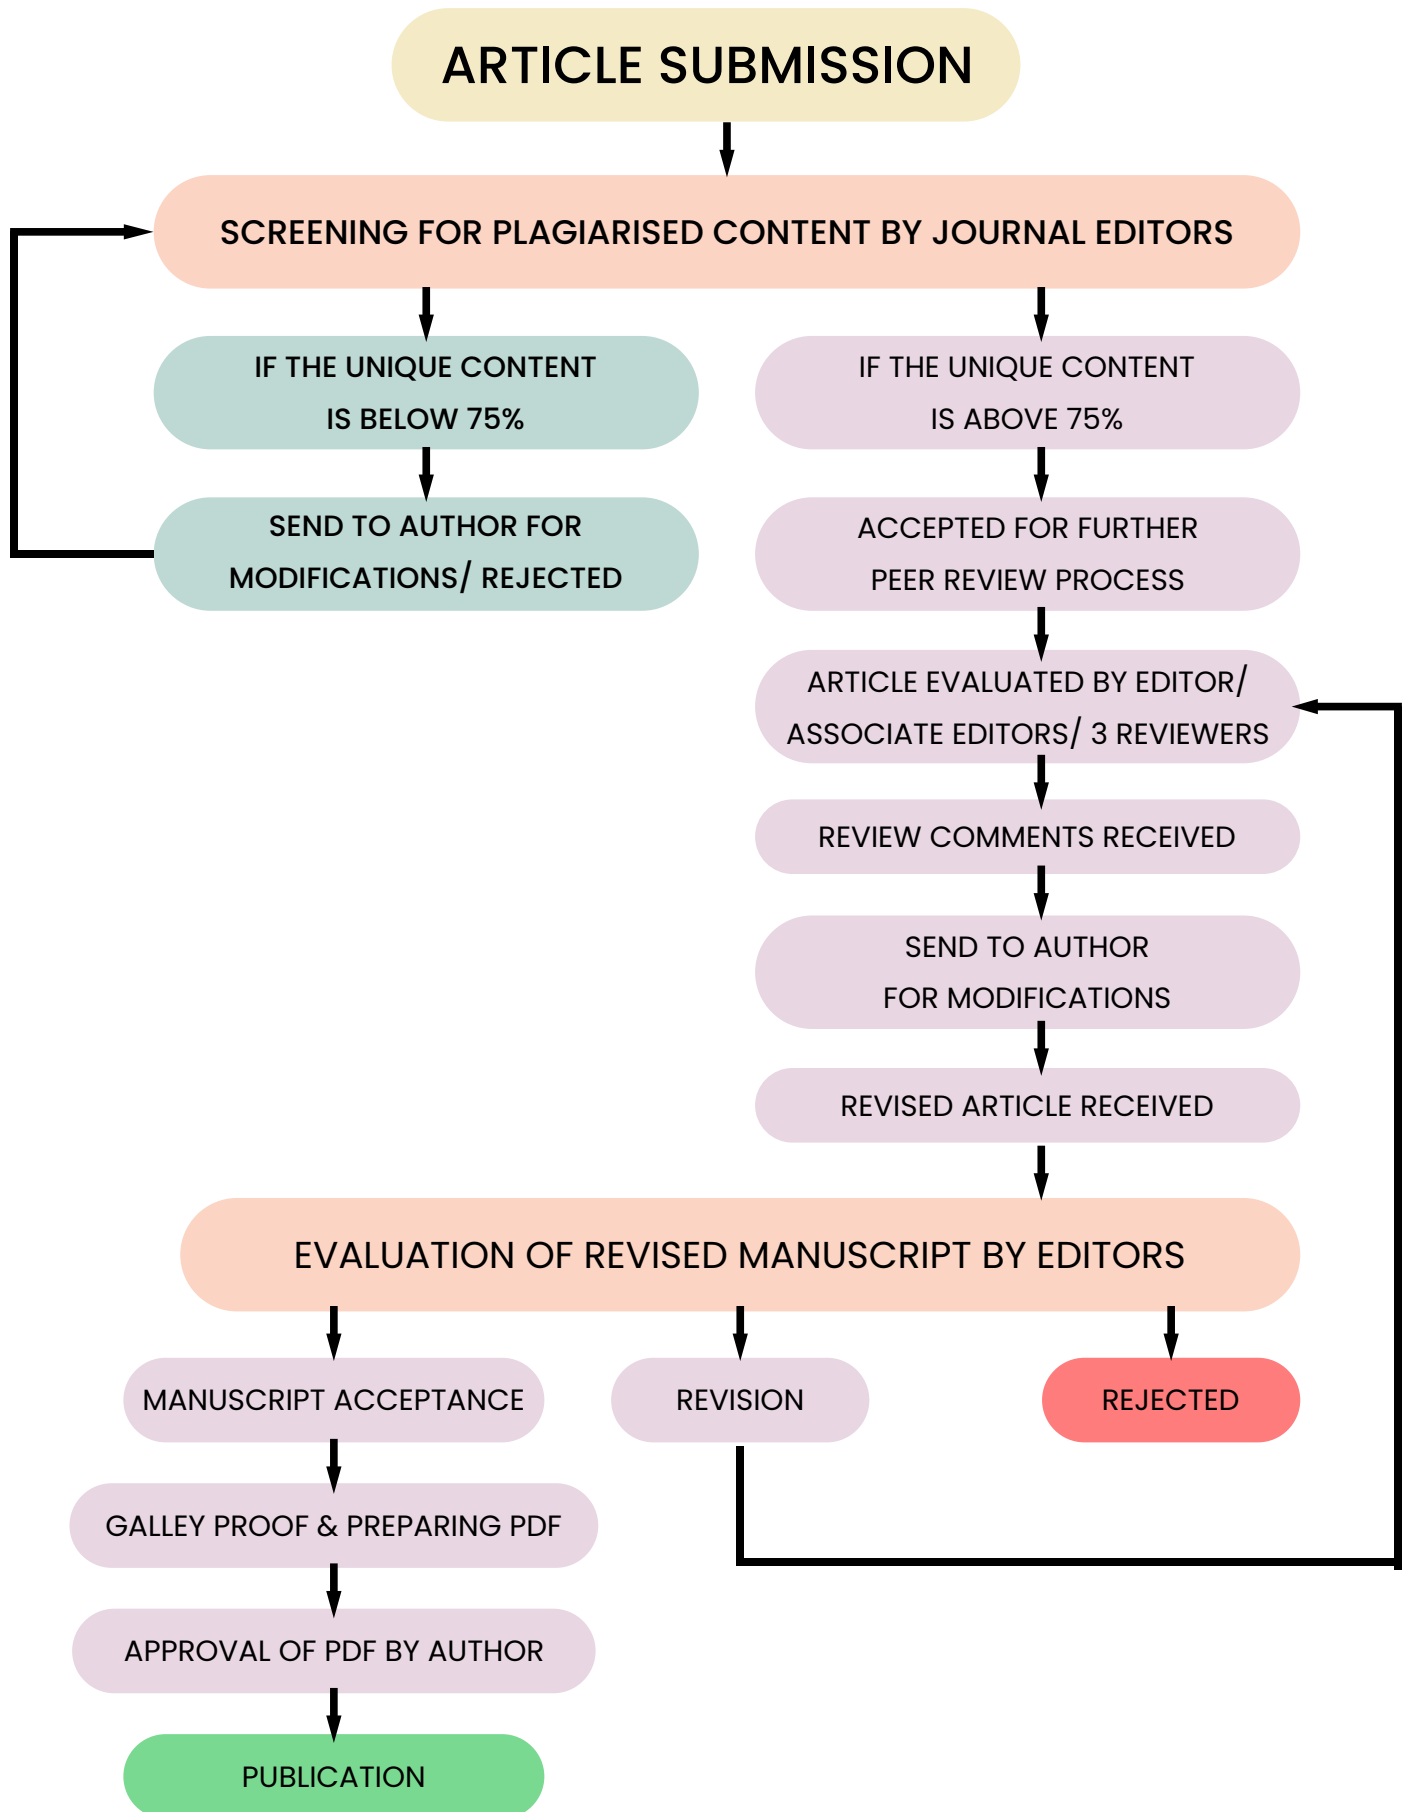 ARTICLE SUBMISSION
SCREENING FOR PLAGIARISED CONTENT BY JOURNAL EDITORS
IF THE UNIQUE CONTENT
IS BELOW 75%
SEND TO AUTHOR FOR
MODIFICATIONS/ REJECTED
IF THE UNIQUE CONTENT
IS ABOVE 75%
ACCEPTED FOR FURTHER
PEER REVIEW PROCESS
ARTICLE EVALUATED BY EDITOR/
ASSOCIATE EDITORS/ 3 REVIEWERS
REVIEW COMMENTS RECEIVED
SEND TO AUTHOR
FOR MODIFICATIONS
REVISED ARTICLE RECEIVED
EVALUATION OF REVISED MANUSCRIPT BY EDITORS
MANUSCRIPT ACCEPTANCE
GALLEY PROOF & PREPARING PDF
APPROVAL OF PDF BY AUTHOR
PUBLICATION
REVISION
REJECTED